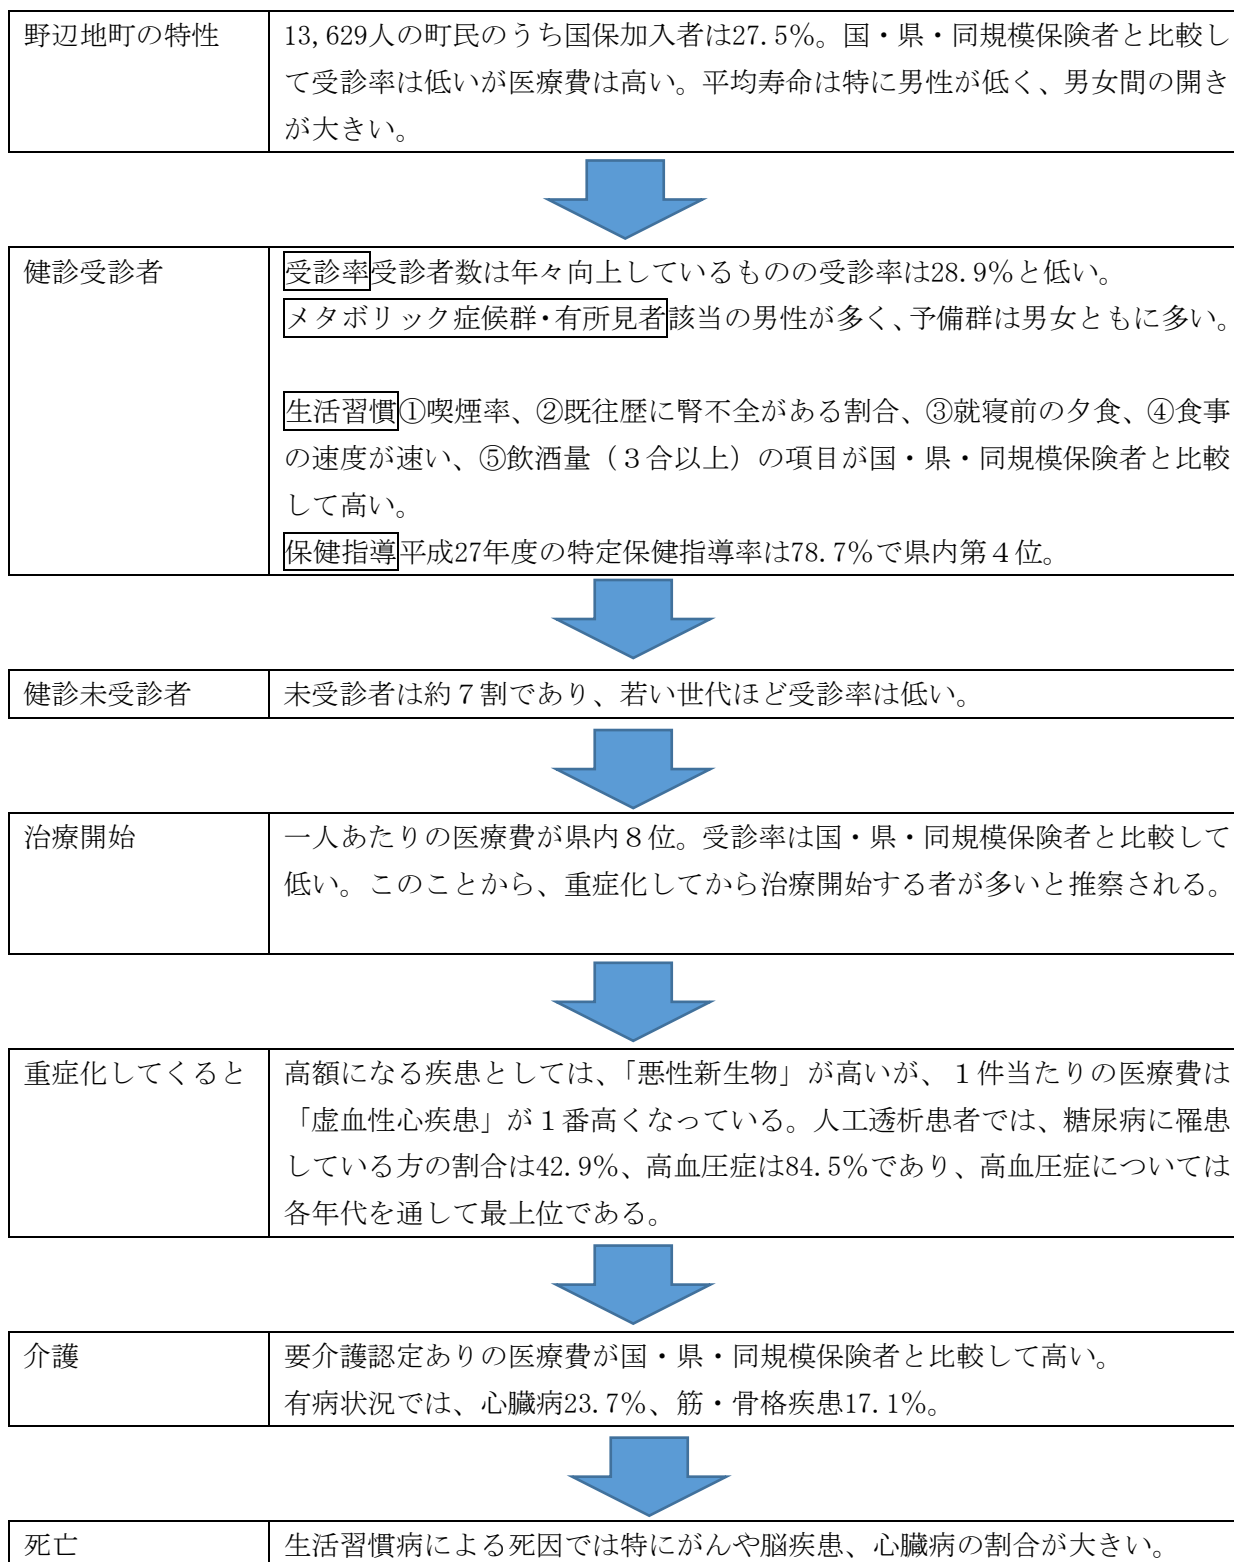 野辺地町の特性
13,629人の町民のうち国保加入者は27.5％。国・県・同規模保険者と比較し
て受診率は低いが医療費は高い。平均寿命は特に男性が低く、男女間の開き
が大きい。
健診受診者
受診率受診者数は年々向上しているものの受診率は28.9％と低い。
メタボリック症候群・有所見者該当の男性が多く、予備群は男女ともに多い。
生活習慣①喫煙率、②既往歴に腎不全がある割合、③就寝前の夕食、④食事
の速度が速い、⑤飲酒量（３合以上）の項目が国・県・同規模保険者と比較
して高い。
保健指導平成27年度の特定保健指導率は78.7％で県内第４位。
健診未受診者
未受診者は約７割であり、若い世代ほど受診率は低い。
治療開始
一人あたりの医療費が県内８位。受診率は国・県・同規模保険者と比較して
低い。このことから、重症化してから治療開始する者が多いと推察される。
重症化してくると
高額になる疾患としては、「悪性新生物」が高いが、１件当たりの医療費は
「虚血性心疾患」が１番高くなっている。人工透析患者では、糖尿病に罹患
している方の割合は42.9％、高血圧症は84.5％であり、高血圧症については
各年代を通して最上位である。
介護
要介護認定ありの医療費が国・県・同規模保険者と比較して高い。
有病状況では、心臓病23.7％、筋・骨格疾患17.1％。
死亡
生活習慣病による死因では特にがんや脳疾患、心臓病の割合が大きい。